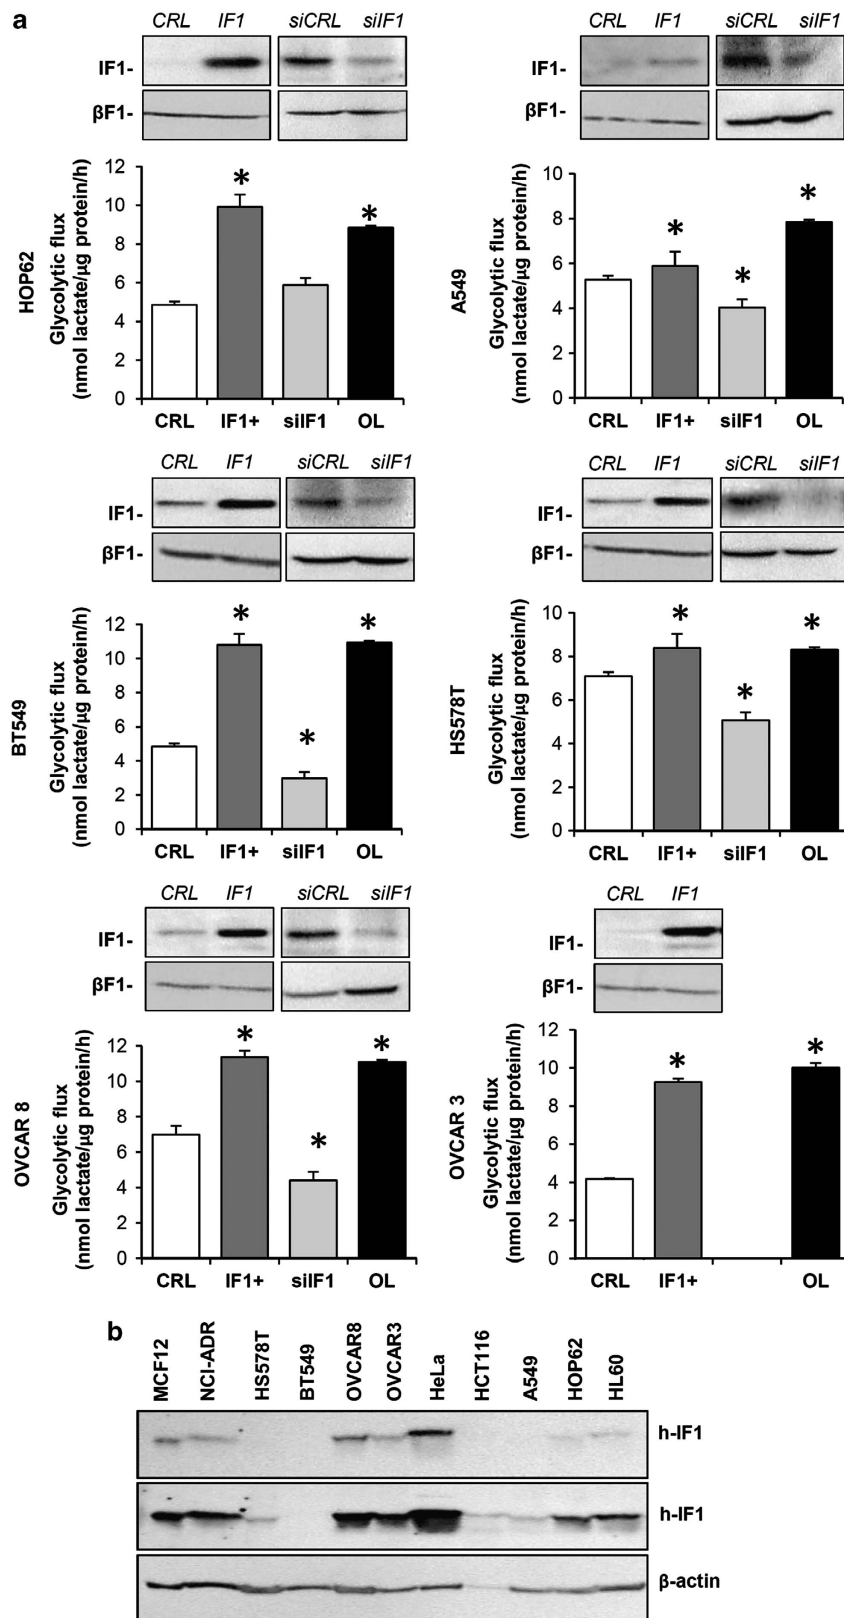 a
CRL IF1 siCRL siIF1
IF1-
βF1-
HOP62
Glycolytic flux
(nmol lactate/µg protein/h)
12
10
8
6
4
2
0
* *
CRL IF1+ siIF1 OL
CRL IF1 siCRL siIF1
IF1-
βF1-
A549
Glycolytic flux
(nmol lactate/µg protein/h)
10
8
6
4
2
0
* * *
CRL IF1+ siIF1 OL
CRL IF1 siCRL siIF1
IF1-
βF1-
BT549
Glycolytic flux
(nmol lactate/µg protein/h)
12
10
8
6
4
2
0
* * *
CRL IF1+ siIF1 OL
CRL IF1 siCRL siIF1
IF1-
βF1-
HS578T
Glycolytic flux
(nmol lactate/µg protein/h)
10
8
6
4
2
0
* * *
CRL IF1+ siIF1 OL
CRL IF1 siCRL siIF1
IF1-
βF1-
OVCAR 8
Glycolytic flux
(nmol lactate/µg protein/h)
12
10
8
6
4
2
0
* * *
CRL IF1+ siIF1 OL
CRL IF1
IF1-
βF1-
OVCAR 3
Glycolytic flux
(nmol lactate/µg protein/h)
12
10
8
6
4
2
0
* *
CRL IF1+ OL
b
MCF12 NCI-ADR HS578T BT549 OVCAR8 OVCAR3 HeLa HCT116 A549 HOP62 HL60
h-IF1
h-IF1
β-actin